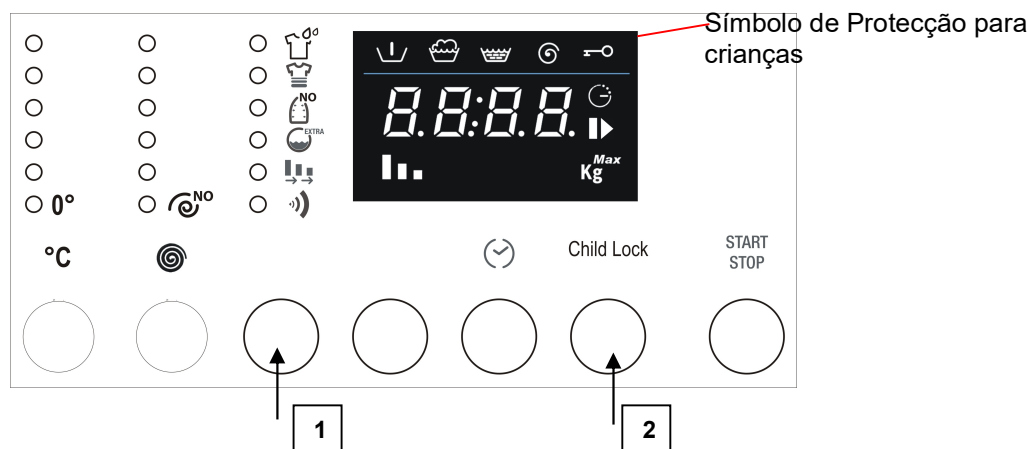 Símbolo de Protecção para
crianças
NO
EXTRA
8.8:8.8.
Max
Kg
0°
NO
°C
Child Lock
START
STOP
1
2